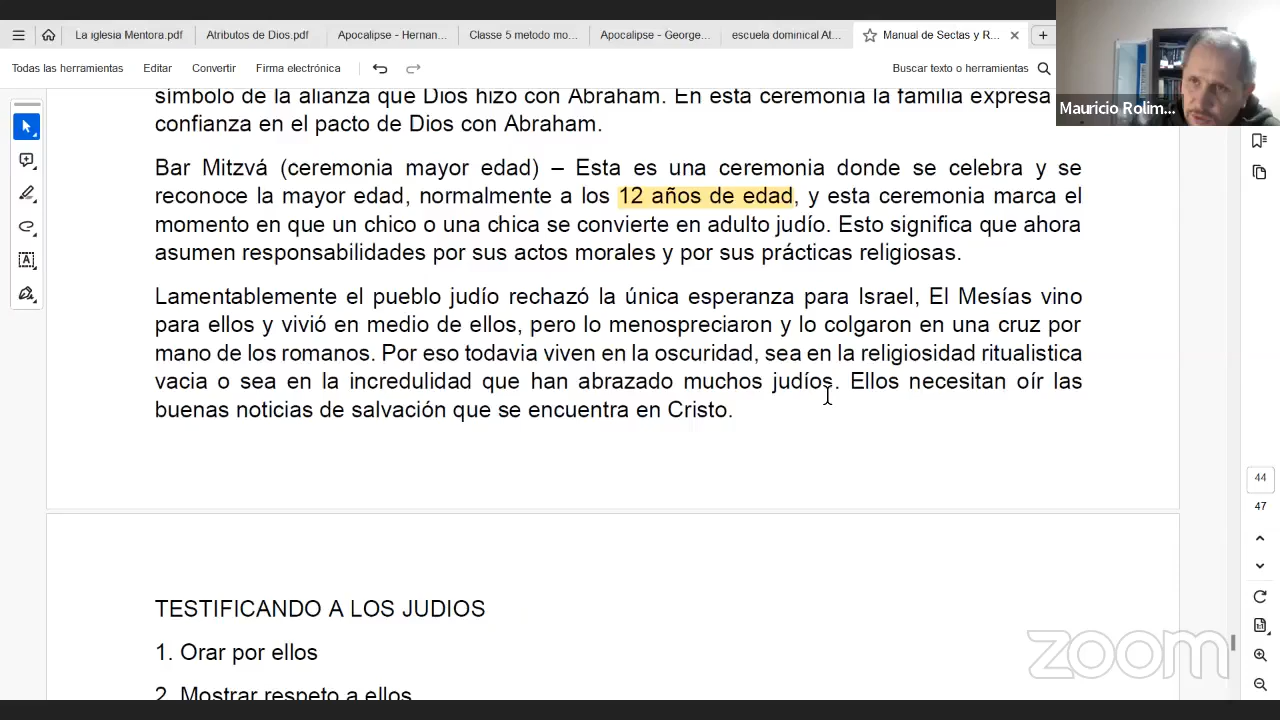 La iglesia Mentora.pdf
Atributos de Dios.pdf
Apocalipse - Hernan...
Classe 5 metodo mo...
Apocalipse - George...
escuela dominical At...
Manual de Sectas y R...
Todas las herramientas
Editar
Convertir
Firma electrónica
Buscar texto o herramientas
Mauricio Rolim...
símbolo de la alianza que Dios hizo con Abraham. En esta ceremonia la familia expresa
confianza en el pacto de Dios con Abraham.
Bar Mitzvá (ceremonia mayor edad) – Esta es una ceremonia donde se celebra y se
reconoce la mayor edad, normalmente a los 12 años de edad, y esta ceremonia marca el
momento en que un chico o una chica se convierte en adulto judío. Esto significa que ahora
asumen responsabilidades por sus actos morales y por sus prácticas religiosas.
Lamentablemente el pueblo judío rechazó la única esperanza para Israel, El Mesías vino
para ellos y vivió en medio de ellos, pero lo menospreciaron y lo colgaron en una cruz por
mano de los romanos. Por eso todavia viven en la oscuridad, sea en la religiosidad ritualistica
vacia o sea en la incredulidad que han abrazado muchos judíos. Ellos necesitan oír las
buenas noticias de salvación que se encuentra en Cristo.
44
47
TESTIFICANDO A LOS JUDIOS
1. Orar por ellos
2. Mostrar respeto a ellos
zoom